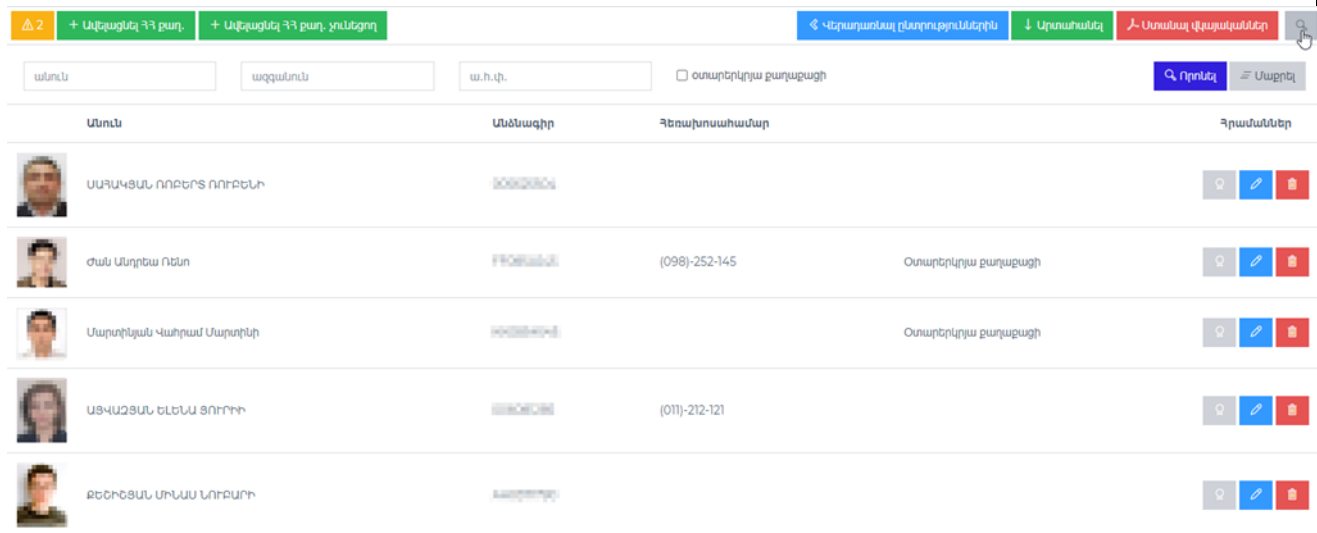 2 + Ավելացնել ՀՀ քաղ. + Ավելացնել ՀՀ քաղ. չունեցող Վերադառնալ ընտրություններին Արտահանել Ստանալ վկայականներ
անուն ազգանուն ա.հ.փ. օտարերկրյա քաղաքացի Որոնել Մաքրել
Անուն Անձնագիր Հեռախոսահամար Հրամաններ
ՍԱՀԱԿՅԱՆ ՌՈԲԵՐՏ ՌՈՒԲԵՆԻ
Ժան Անդրեա Ռենո (098)-252-145 Օտարերկրյա քաղաքացի
Մարտինյան Վահրամ Մարտինի Օտարերկրյա քաղաքացի
ԱՅՎԱԶՅԱՆ ԵԼԵՆԱ ՅՈՒՐԻԻ (011)-212-121
ՔԵՇԻՇՅԱՆ ՄԻՆԱՍ ՆՈՒԲԱՐԻ